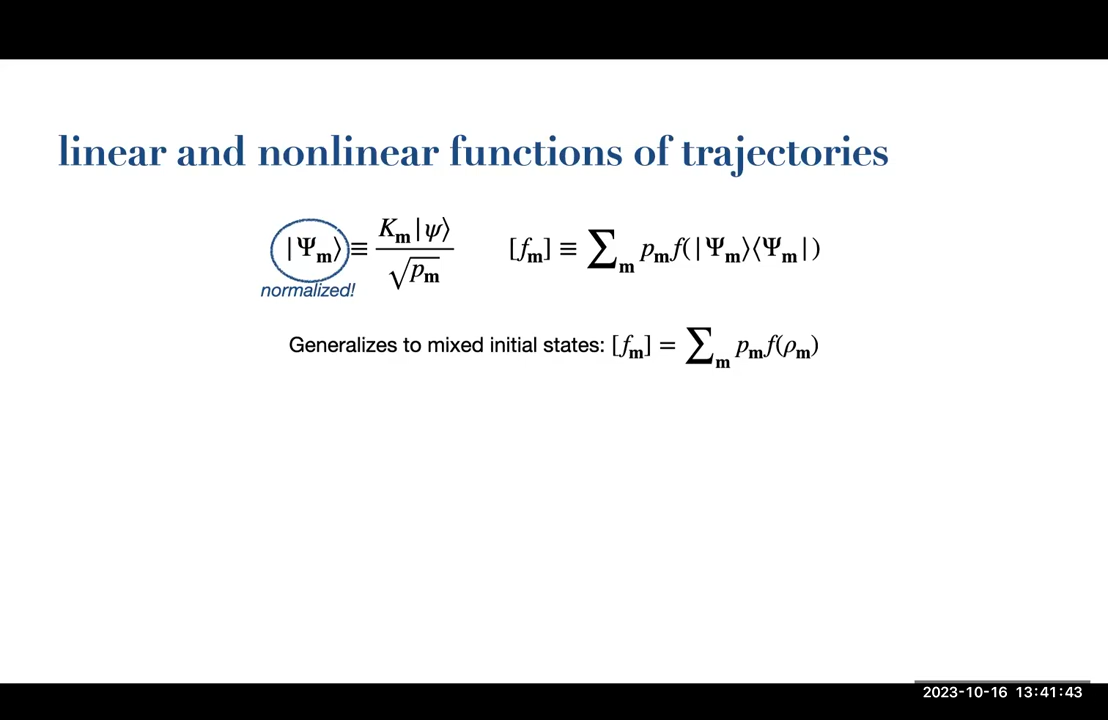 linear and nonlinear functions of trajectories
|Ψ_m⟩ ≡ K_m|ψ⟩ / √p_m    [f_m] ≡ ∑_m p_m f(|Ψ_m⟩⟨Ψ_m|)
normalized!
Generalizes to mixed initial states: [f_m] = ∑_m p_m f(ρ_m)
2023-10-16 13:41:43